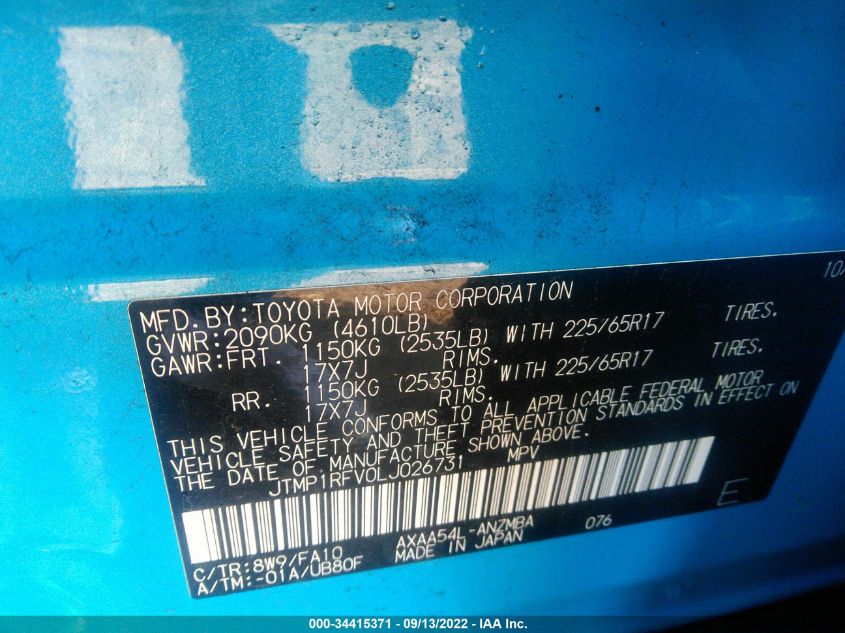 10/
MFD. BY: TOYOTA MOTOR CORPORATION
GVWR: 2090KG (4610LB)
GAWR: FRT. 1150KG (2535LB) WITH 225/65R17 TIRES.
17X7J RIMS.
RR. 1150KG (2535LB) WITH 225/65R17 TIRES.
17X7J RIMS.
THIS VEHICLE CONFORMS TO ALL APPLICABLE FEDERAL MOTOR
VEHICLE SAFETY AND THEFT PREVENTION STANDARDS IN EFFECT ON
THE DATE OF MANUFACTURE SHOWN ABOVE.
JTMP1RFV0LJ026731 MPV
E
C/TR: 8W9/FA10 AXAA54L-ANZMBA 076
A/TM: -01A/UB80F MADE IN JAPAN
000-34415371 - 09/13/2022 - IAA Inc.